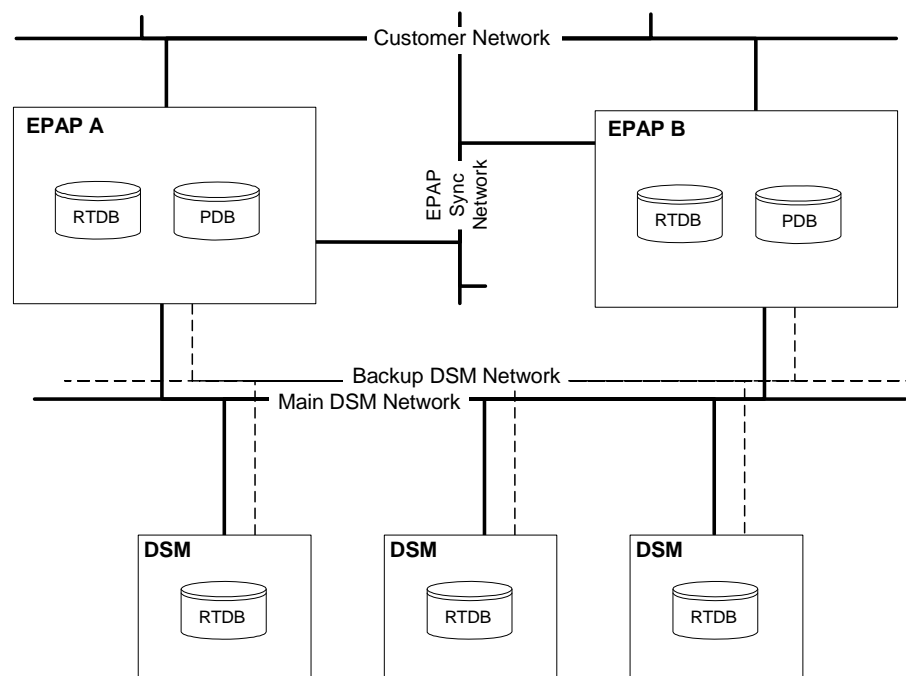 Customer Network
EPAP A
RTDB
PDB
EPAP
Sync
Network
EPAP B
RTDB
PDB
Backup DSM Network
Main DSM Network
DSM
RTDB
DSM
RTDB
DSM
RTDB